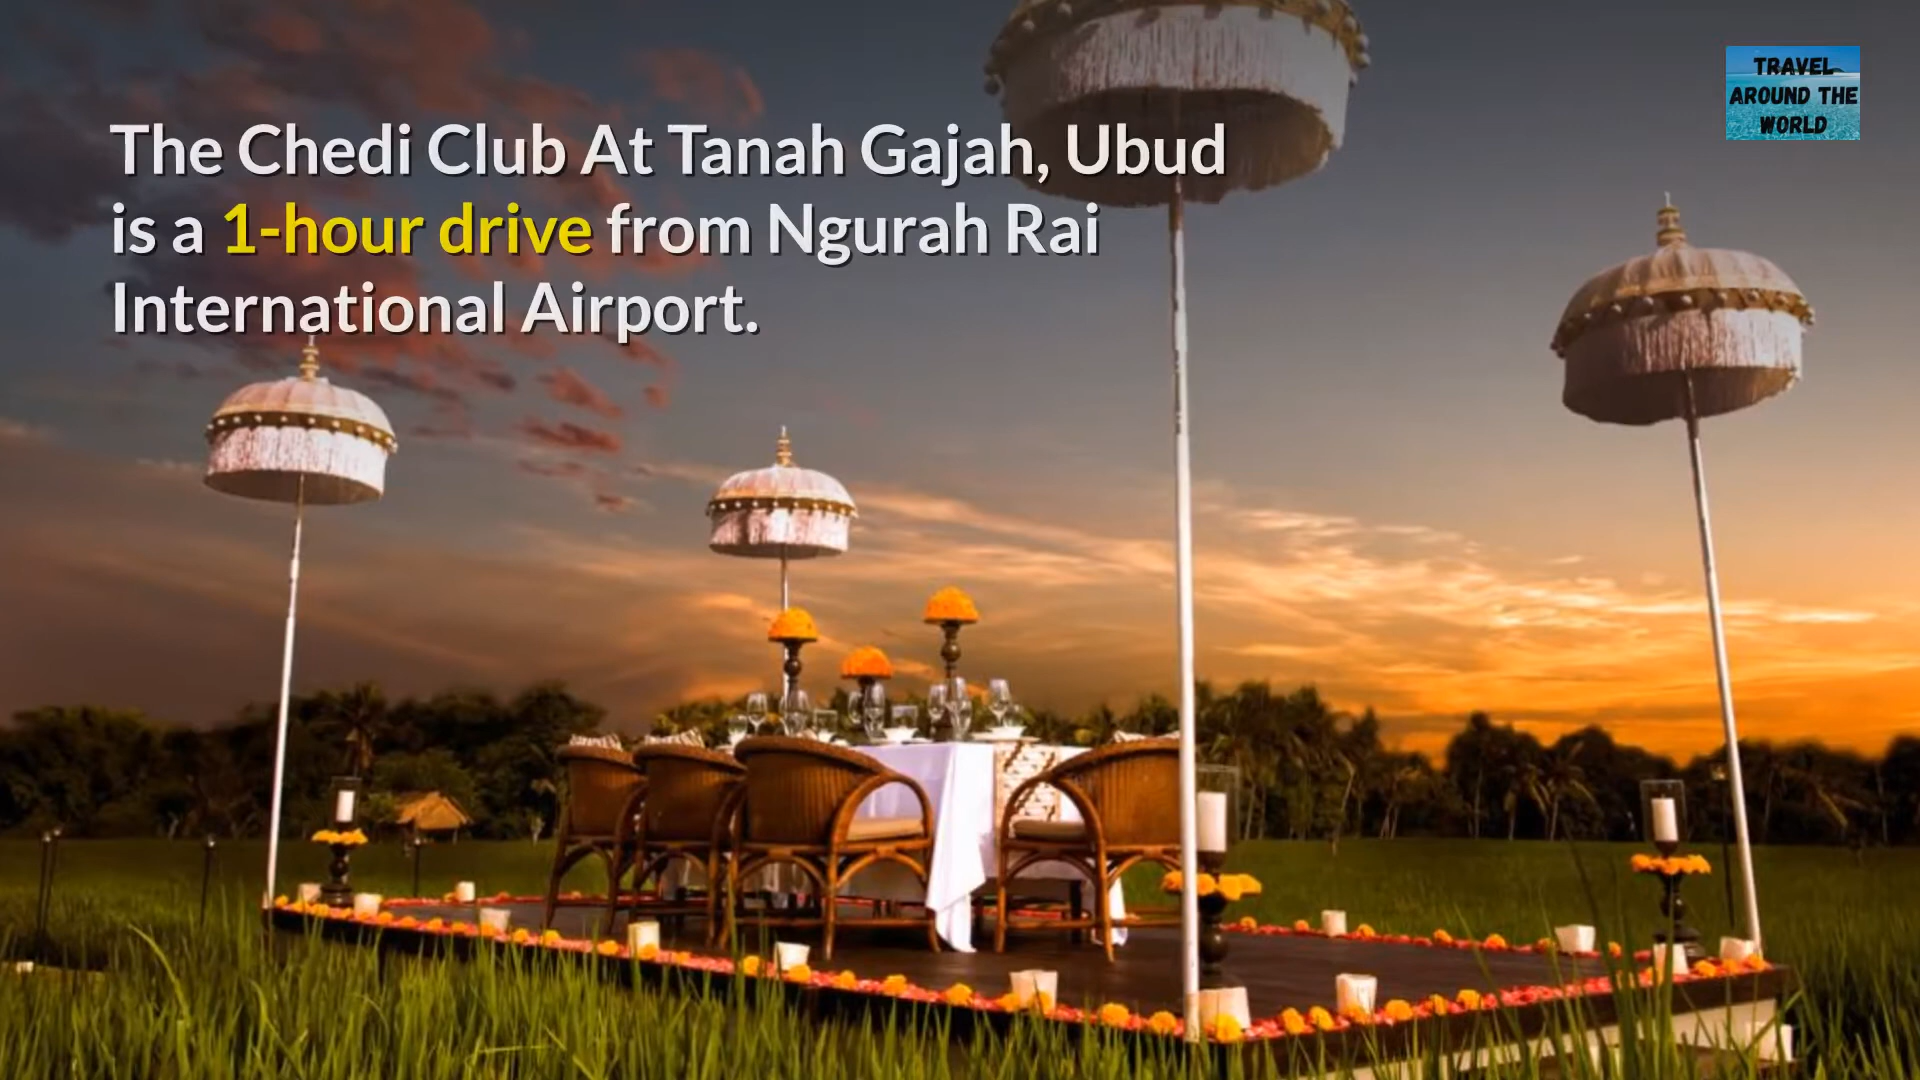 The Chedi Club At Tanah Gajah, Ubud
is a 1-hour drive from Ngurah Rai
International Airport.
TRAVEL
AROUND THE
WORLD